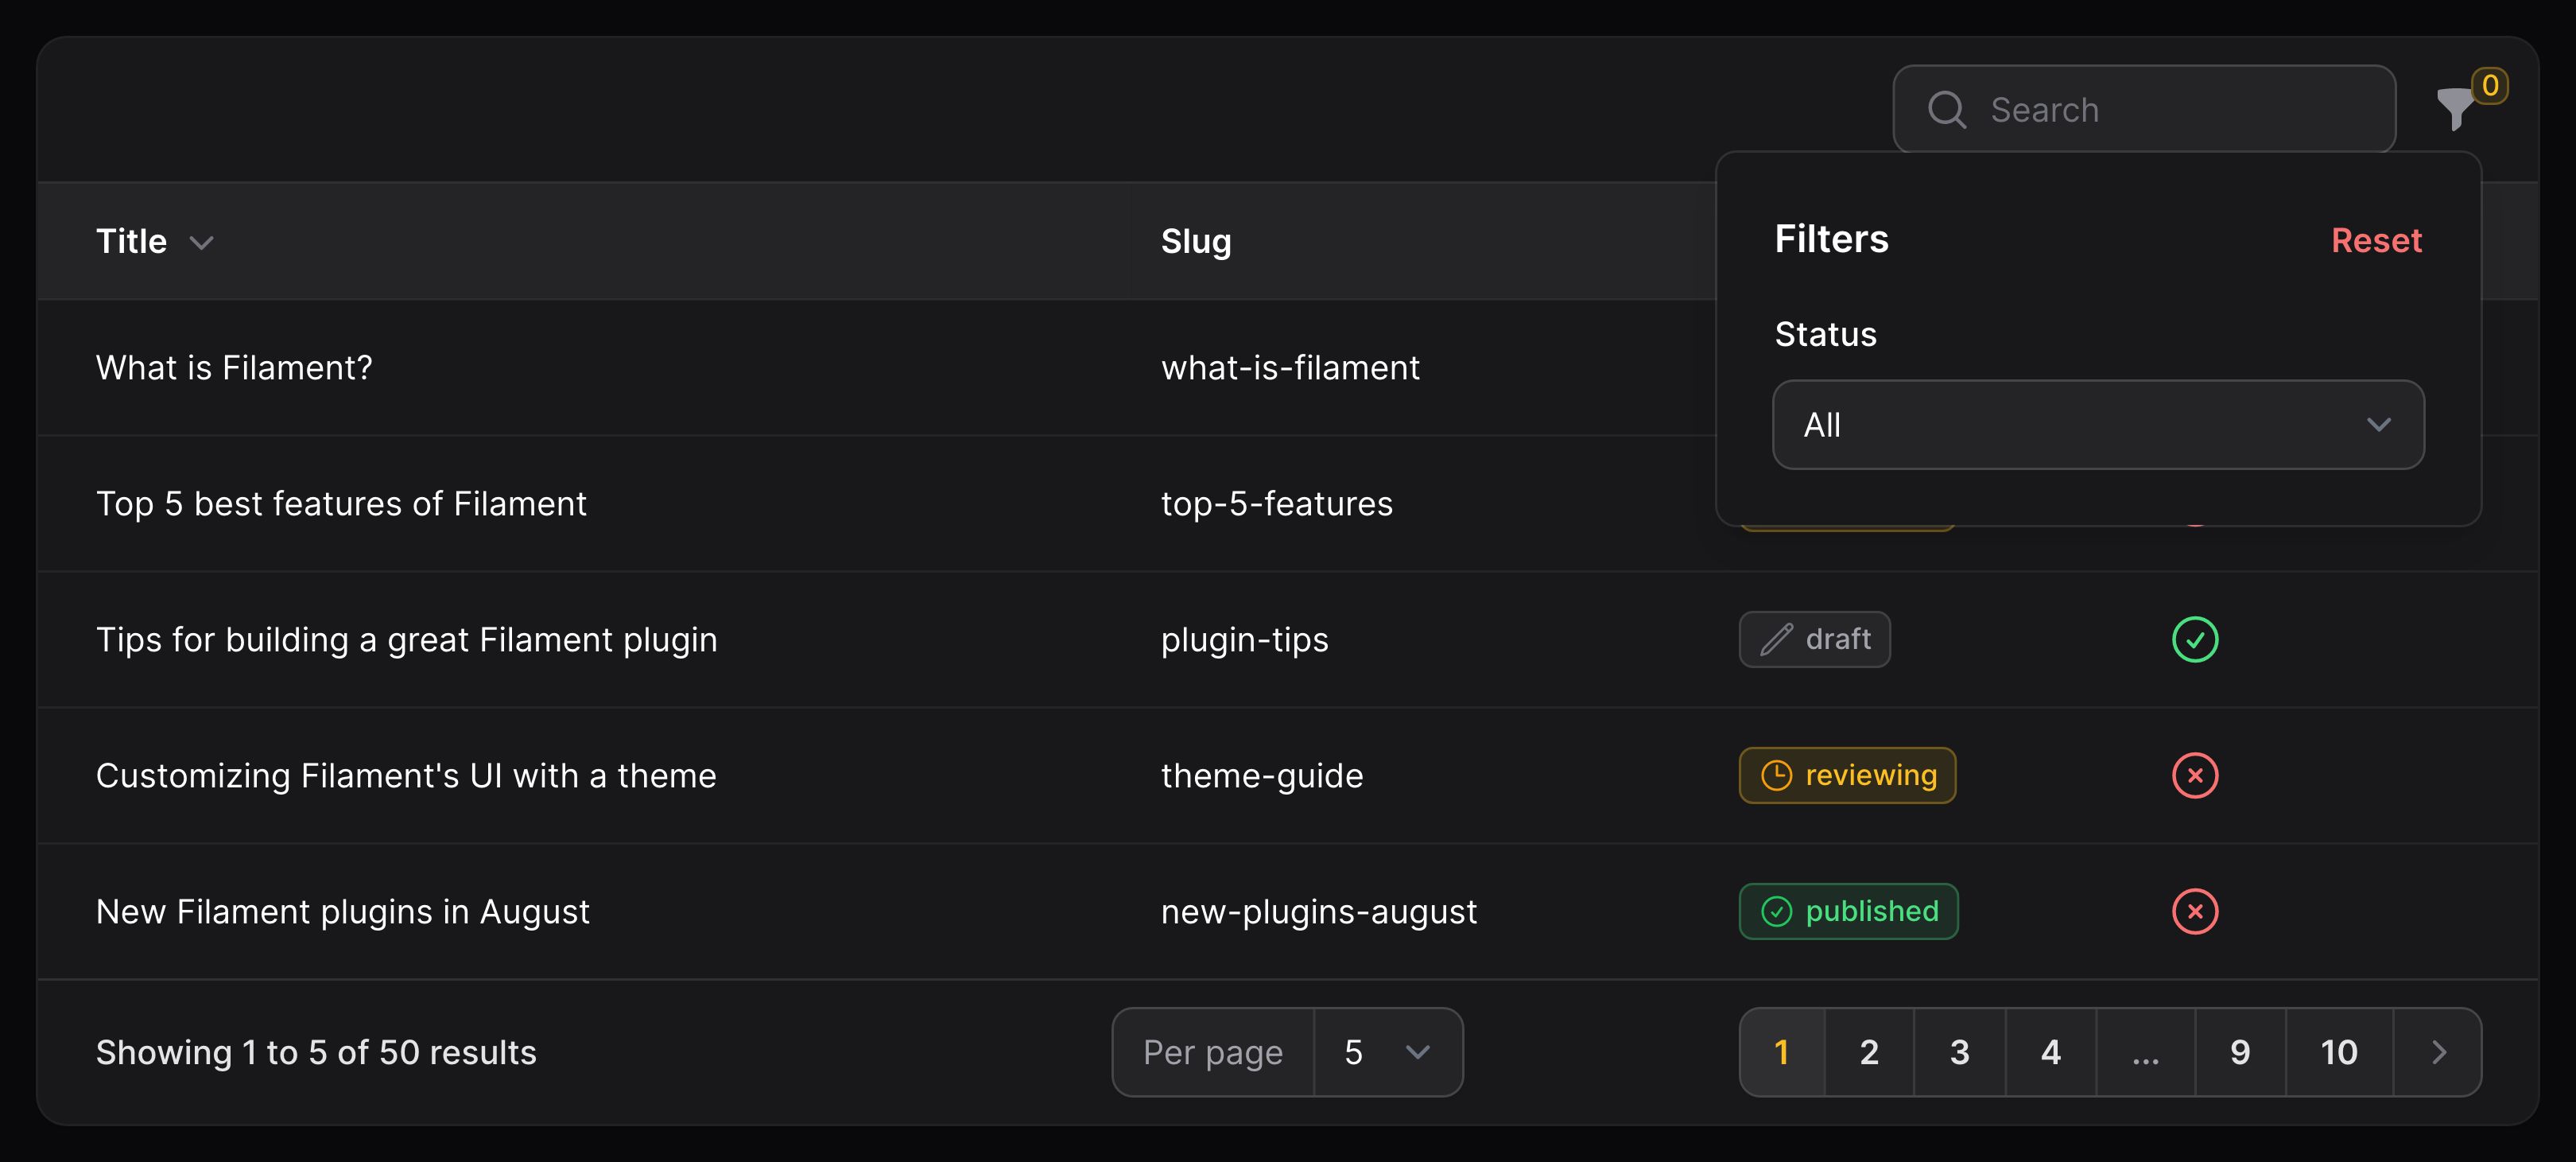 Search
0
Filters
Reset
Title
Slug
Status
All
What is Filament?
what-is-filament
Top 5 best features of Filament
top-5-features
Tips for building a great Filament plugin
plugin-tips
draft
Customizing Filament's UI with a theme
theme-guide
reviewing
New Filament plugins in August
new-plugins-august
published
Showing 1 to 5 of 50 results
Per page
5
1 2 3 4 ... 9 10